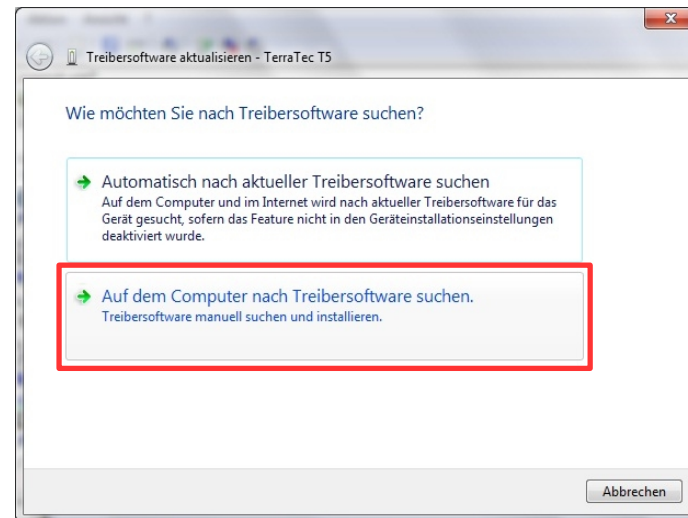 Treibersoftware aktualisieren - TerraTec T5
Wie möchten Sie nach Treibersoftware suchen?
Automatisch nach aktueller Treibersoftware suchen
Auf dem Computer und im Internet wird nach aktueller Treibersoftware für das
Gerät gesucht, sofern das Feature nicht in den Geräteinstallationseinstellungen
deaktiviert wurde.
Auf dem Computer nach Treibersoftware suchen.
Treibersoftware manuell suchen und installieren.
Abbrechen